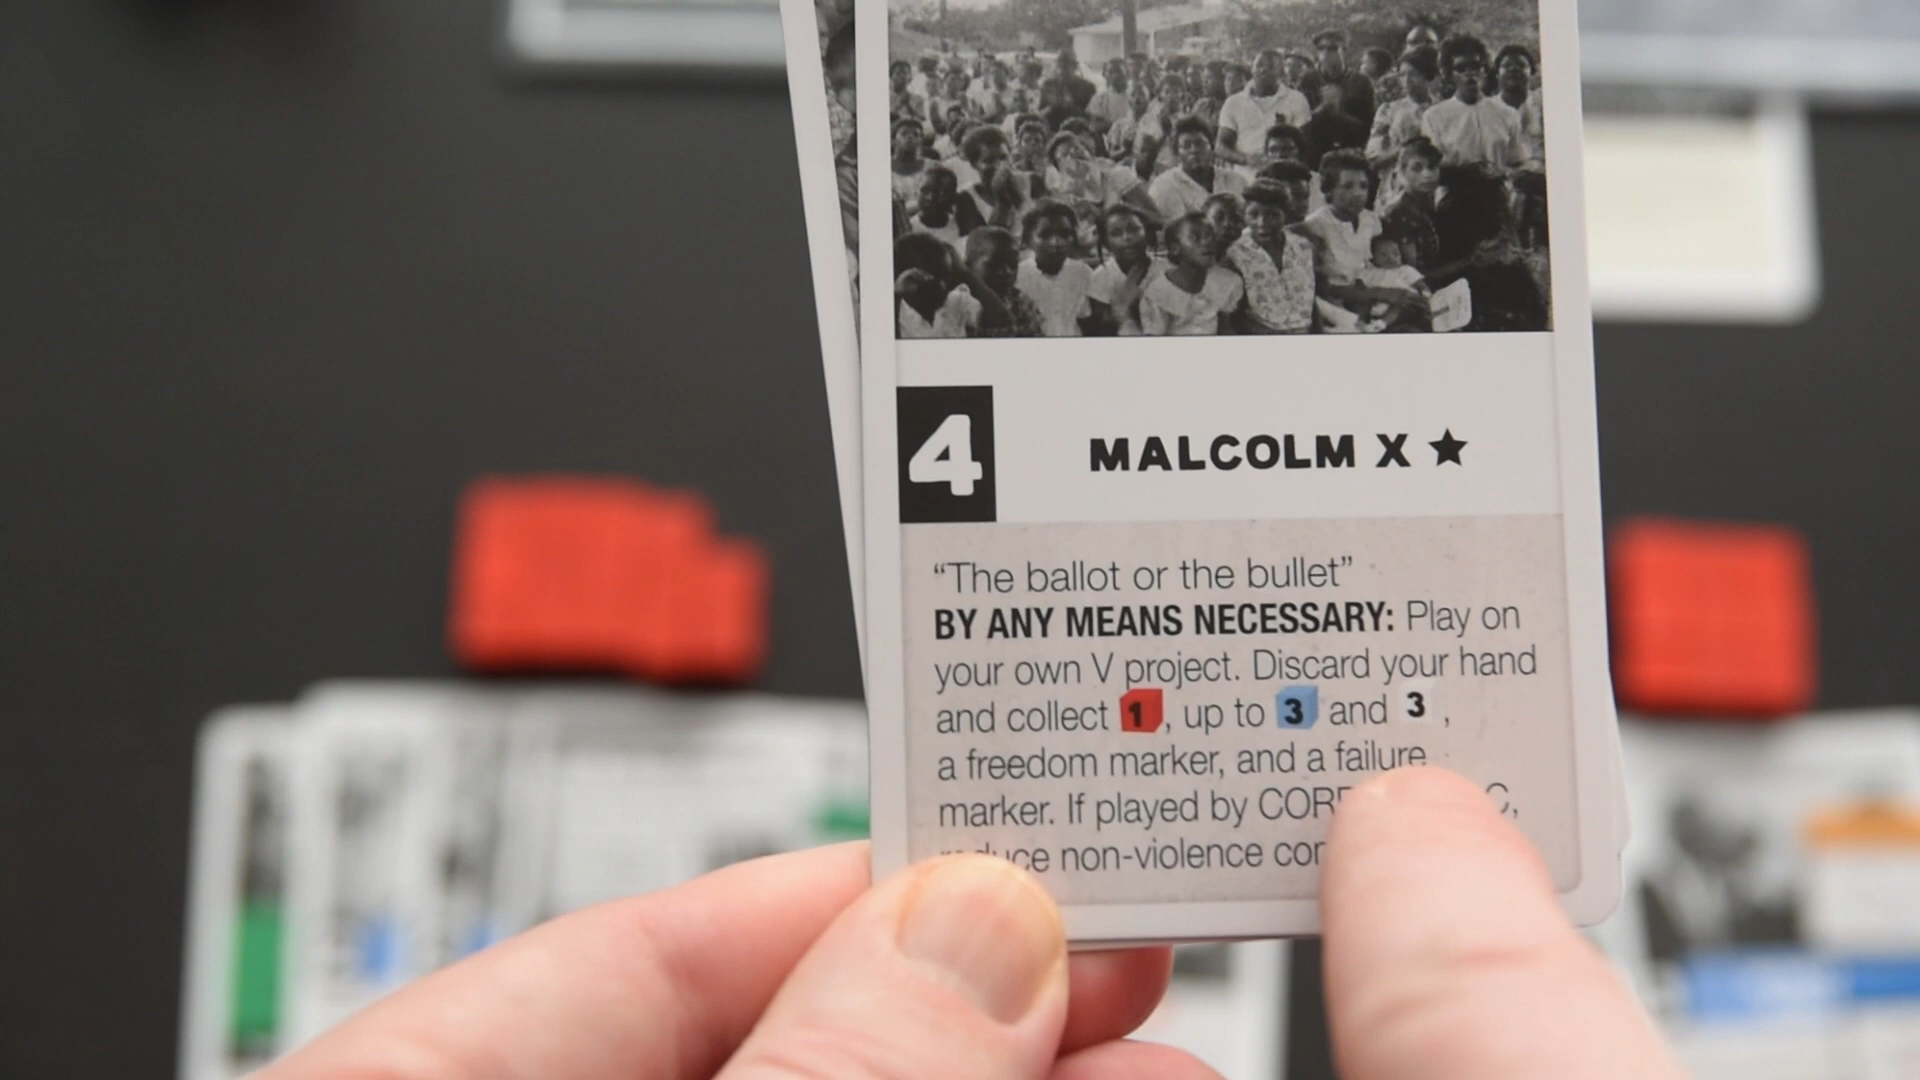 4
MALCOLM X ★
“The ballot or the bullet”
BY ANY MEANS NECESSARY: Play on
your own V project. Discard your hand
and collect 1, up to 3 and 3,
a freedom marker, and a failure
marker. If played by
non-violence